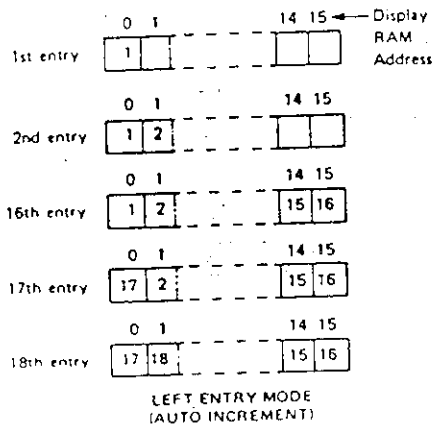 0 1 14 15 Display
RAM
Address
1st entry 1
0 1 14 15
2nd entry 1 2
0 1 14 15
16th entry 1 2 15 16
0 1 14 15
17th entry 17 2 15 16
0 1 14 15
18th entry 17 18 15 16
LEFT ENTRY MODE
(AUTO INCREMENT)